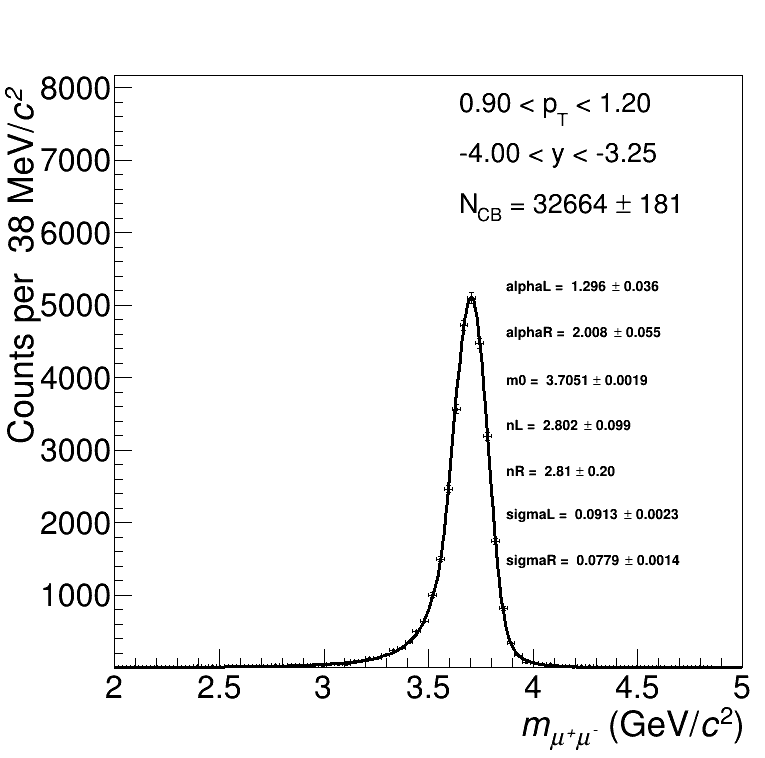 0.90 < pT < 1.20
-4.00 < y < -3.25
NCB = 32664 ± 181
alphaL = 1.296 ± 0.036
alphaR = 2.008 ± 0.055
m0 = 3.7051 ± 0.0019
nL = 2.802 ± 0.099
nR = 2.81 ± 0.20
sigmaL = 0.0913 ± 0.0023
sigmaR = 0.0779 ± 0.0014
Counts per 38 MeV/c²
8000
7000
6000
5000
4000
3000
2000
1000
2 2.5 3 3.5 4 4.5 5
mμ⁺μ⁻ (GeV/c²)